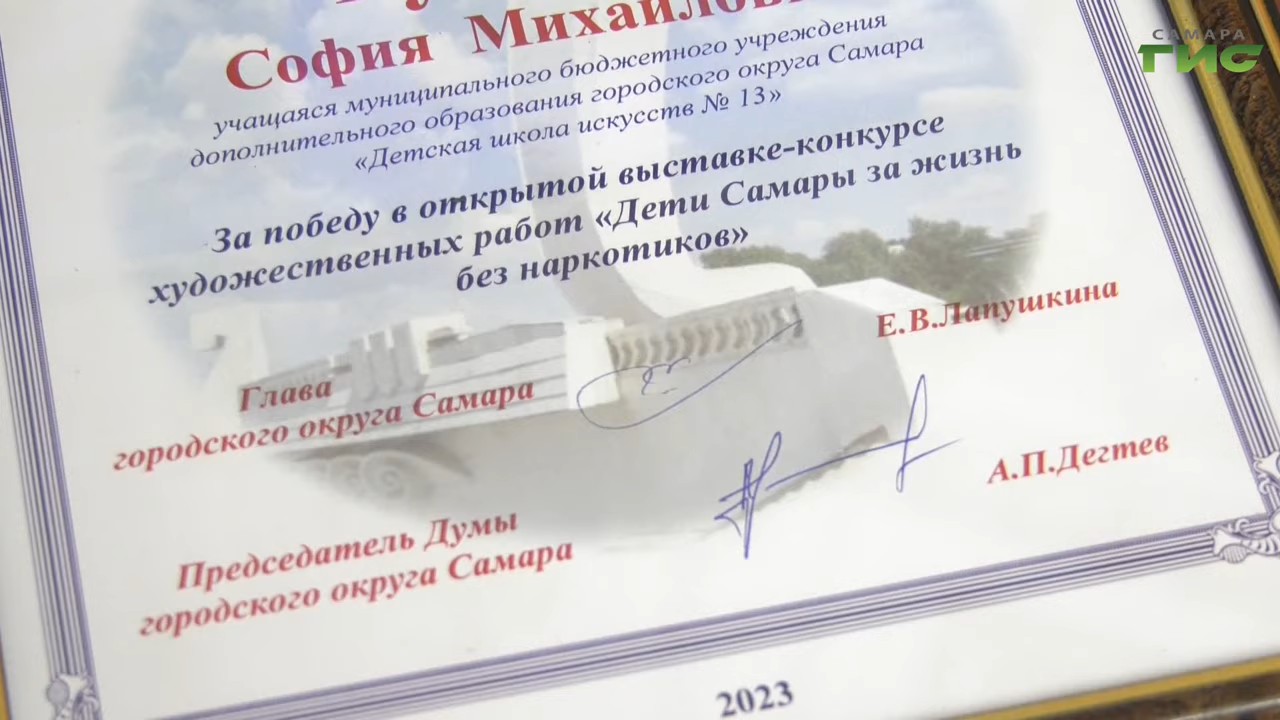 София
учащаяся муниципального бюджетного учреждения
дополнительного образования городского округа Самара
«Детская школа искусств № 13»
За победу в открытой выставке-конкурсе
художественных работ «Дети Самары за жизнь
без наркотиков»
Е.В.Лапушкина
Глава
городского округа Самара
А.П.Дегтев
Председатель Думы
городского округа Самара
2023
САМАРА
ГИС